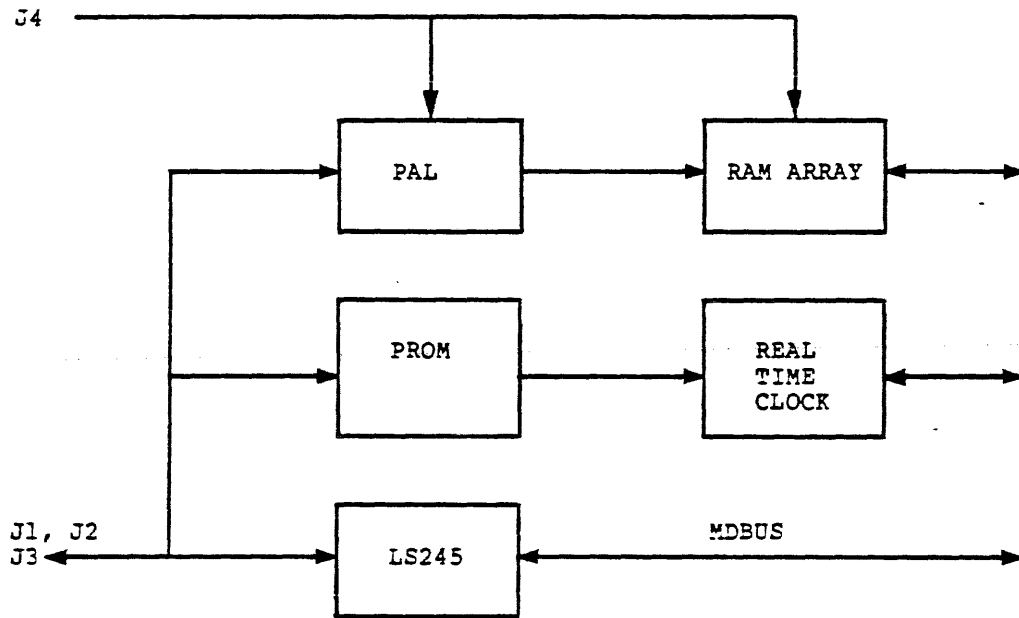 J4
PAL
RAM ARRAY
PROM
REAL
TIME
CLOCK
J1, J2
J3
LS245
MDBUS